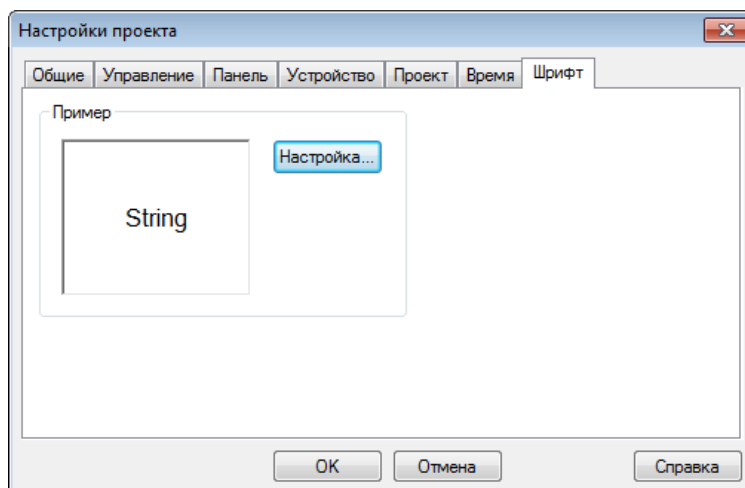 Настройки проекта
Общие Управление Панель Устройство Проект Время Шрифт
Пример
Настройка...
String
OK Отмена Справка